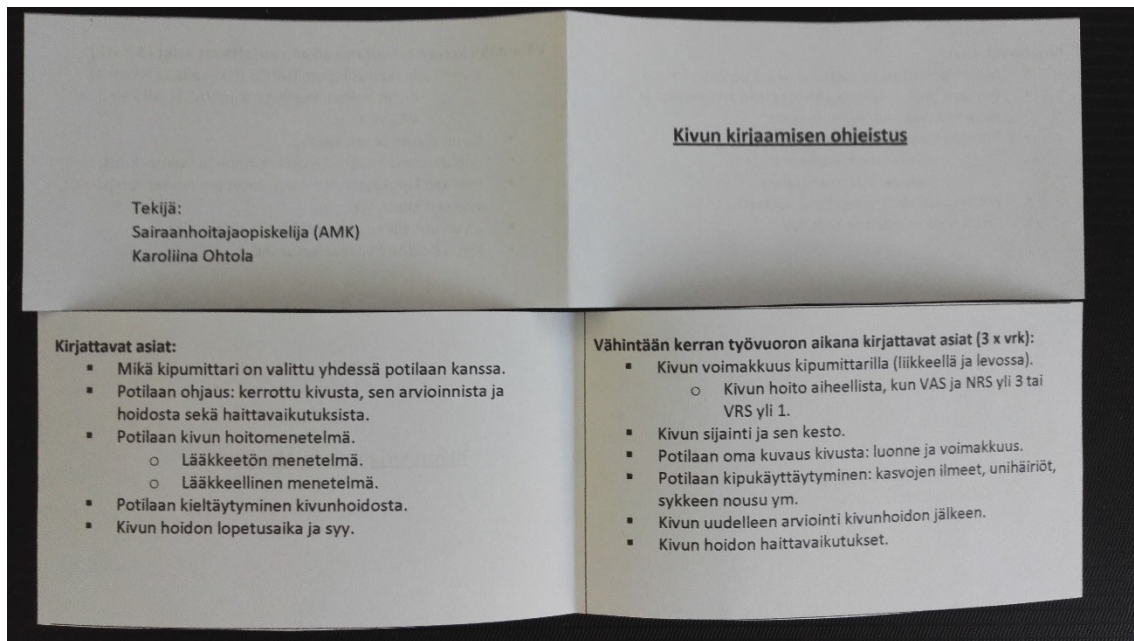 Kivun kirjaamisen ohjeistus
Tekijä:
Sairaanhoitajaopiskelija (AMK)
Karoliina Ohtola
Kirjattavat asiat:
▪ Mikä kipumittari on valittu yhdessä potilaan kanssa.
▪ Potilaan ohjaus: kerrottu kivusta, sen arvioinnista ja
hoidosta sekä haittavaikutuksista.
▪ Potilaan kivun hoitomenetelmä.
o Lääkkeetön menetelmä.
o Lääkkeellinen menetelmä.
▪ Potilaan kieltäytyminen kivunhoidosta.
▪ Kivun hoidon lopetusaika ja syy.
Vähintään kerran työvuoron aikana kirjattavat asiat (3 x vrk):
▪ Kivun voimakkuus kipumittarilla (liikkeellä ja levossa).
o Kivun hoito aiheellista, kun VAS ja NRS yli 3 tai
VRS yli 1.
▪ Kivun sijainti ja sen kesto.
▪ Potilaan oma kuvaus kivusta: luonne ja voimakkuus.
▪ Potilaan kipukäyttäytyminen: kasvojen ilmeet, unihäiriöt,
sykkeen nousu ym.
▪ Kivun uudelleen arviointi kivunhoidon jälkeen.
▪ Kivun hoidon haittavaikutukset.